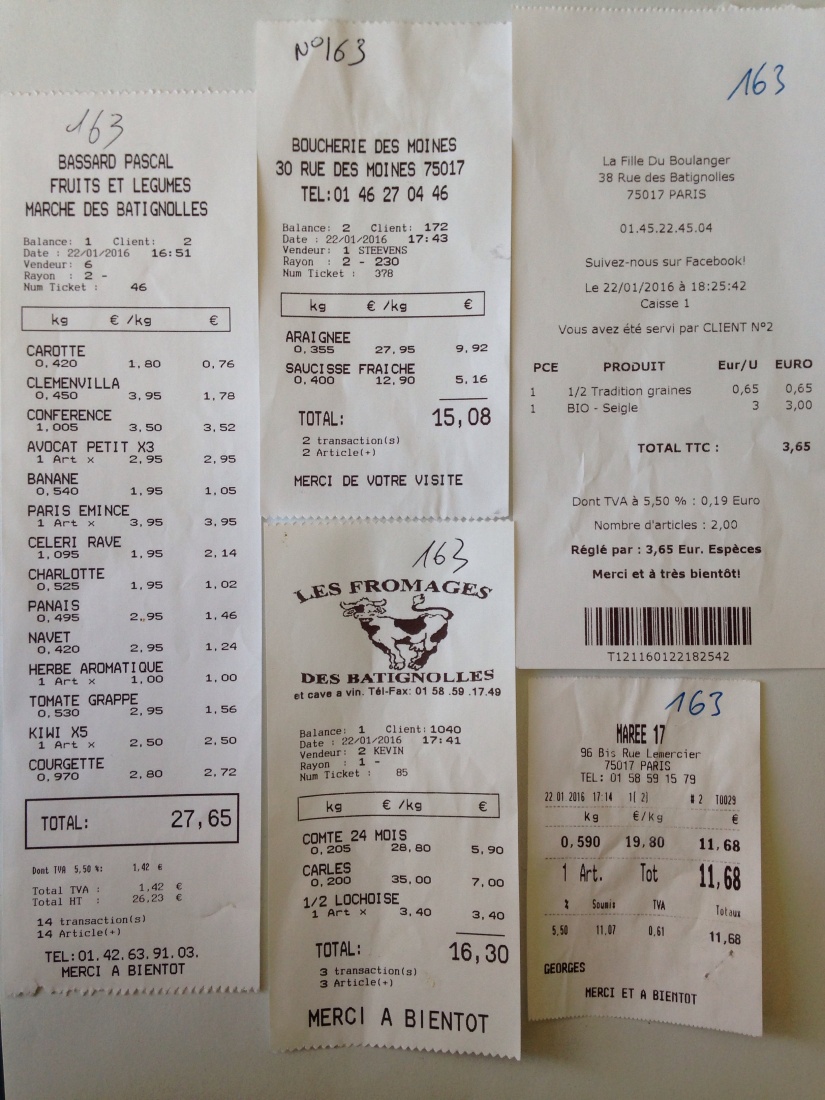 163
BASSARD PASCAL
FRUITS ET LEGUMES
MARCHE DES BATIGNOLLES
Balance: 1 Client: 2
Date : 22/01/2016 16:51
Vendeur: 6
Rayon : 2 -
Num Ticket : 46
kg € /kg €
CAROTTE
0,420 1,80 0,76
CLEMENVILLA
0,450 3,95 1,78
CONFERENCE
1,005 3,50 3,52
AVOCAT PETIT X3
1 Art x 2,95 2,95
BANANE
0,540 1,95 1,05
PARIS EMINCE
1 Art x 3,95 3,95
CELERI RAVE
1,095 1,95 2,14
CHARLOTTE
0,525 1,95 1,02
PANAIS
0,495 2,95 1,46
NAVET
0,420 2,95 1,24
HERBE AROMATIQUE
1 Art x 1,00 1,00
TOMATE GRAPPE
0,530 2,95 1,56
KIWI X5
1 Art x 2,50 2,50
COURGETTE
0,970 2,80 2,72
TOTAL: 27,65
Dont TVA 5,50 %: 1,42 €
Total TVA : 1,42 €
Total HT : 26,23 €
14 transaction(s)
14 Article(+)
TEL:01.42.63.91.03.
MERCI A BIENTOT
N°163
BOUCHERIE DES MOINES
30 RUE DES MOINES 75017
TEL:01 46 27 04 46
Balance: 2 Client: 172
Date : 22/01/2016 17:43
Vendeur: 1 STEEVENS
Rayon : 2 - 230
Num Ticket : 378
kg € /kg €
ARAIGNEE
0,355 27,95 9,92
SAUCISSE FRAICHE
0,400 12,90 5,16
TOTAL: 15,08
2 transaction(s)
2 Article(+)
MERCI DE VOTRE VISITE
163
LES FROMAGES
DES BATIGNOLLES
et cave a vin. Tél-Fax: 01 58 .59 .17.49
Balance: 1 Client: 1040
Date : 22/01/2016 17:41
Vendeur: 2 KEVIN
Rayon : 1 -
Num Ticket : 85
kg € /kg €
COMTE 24 MOIS
0,205 28,80 5,90
CARLES
0,200 35,00 7,00
1/2 LOCHOISE
1 Art x 3,40 3,40
TOTAL: 16,30
3 transaction(s)
3 Article(+)
MERCI A BIENTOT
163
La Fille Du Boulanger
38 Rue des Batignolles
75017 PARIS
01.45.22.45.04
Suivez-nous sur Facebook!
Le 22/01/2016 à 18:25:42
Caisse 1
Vous avez été servi par CLIENT N°2
PCE PRODUIT Eur/U EURO
1 1/2 Tradition graines 0,65 0,65
1 BIO - Seigle 3 3,00
TOTAL TTC : 3,65
Dont TVA à 5,50 % : 0,19 Euro
Nombre d'articles : 2,00
Réglé par : 3,65 Eur. Espèces
Merci et à très bientôt!
T121160122182542
163
MAREE 17
96 Bis Rue Lemercier
75017 PARIS
TEL: 01 58 59 15 79
22 01 2016 17:14 1[ 2] # 2 T0029
kg €/kg €
0,590 19,80 11,68
1 Art. Tot 11,68
% Soumis TVA Totaux
5,50 11,07 0,61 11,68
GEORGES
MERCI ET A BIENTOT